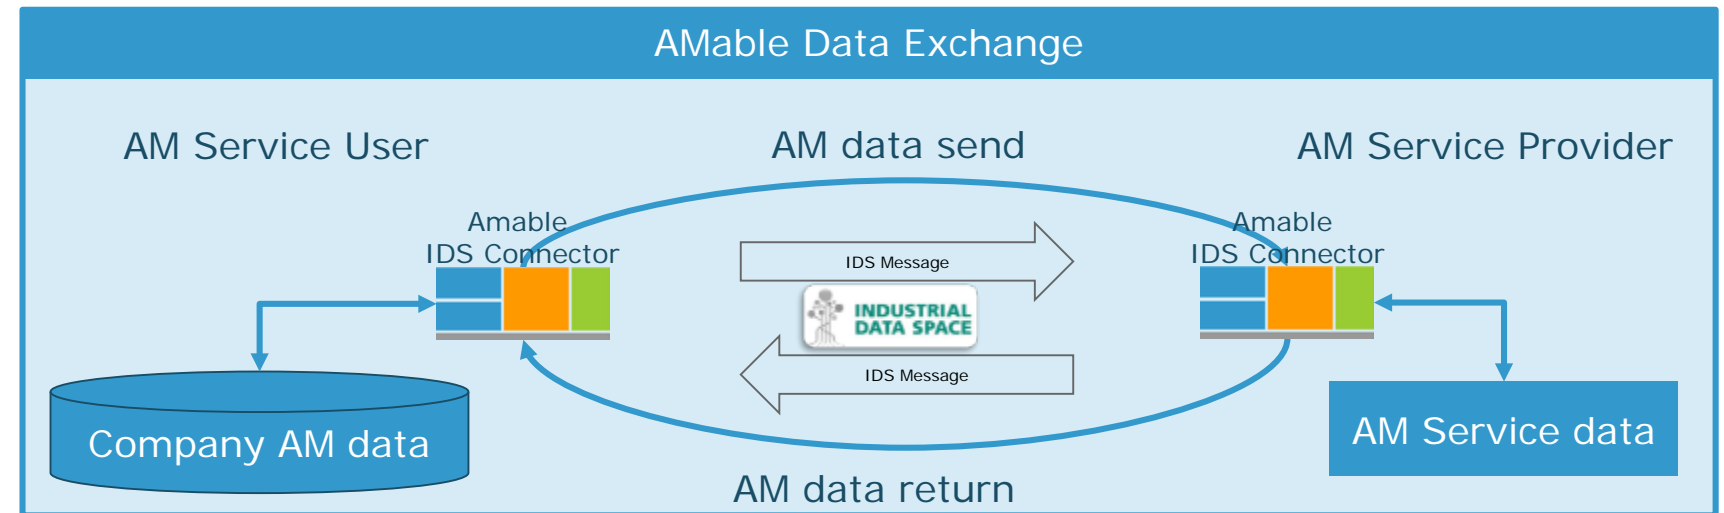 AMable Data Exchange
AM Service User
AM data send
AM Service Provider
Amable
IDS Connector
Amable
IDS Connector
IDS Message
INDUSTRIAL
DATA SPACE
IDS Message
Company AM data
AM Service data
AM data return